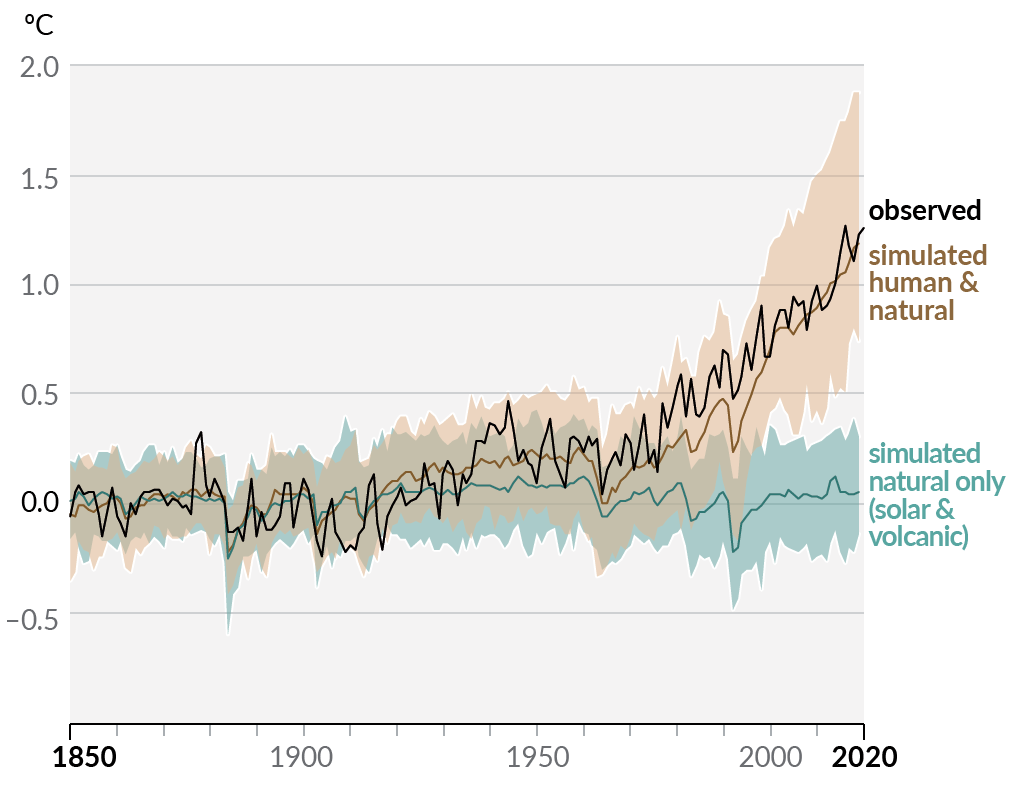 °C
2.0
1.5
observed
simulated
human &
natural
1.0
0.5
simulated
natural only
(solar &
volcanic)
0.0
−0.5
1850
1900
1950
2000
2020